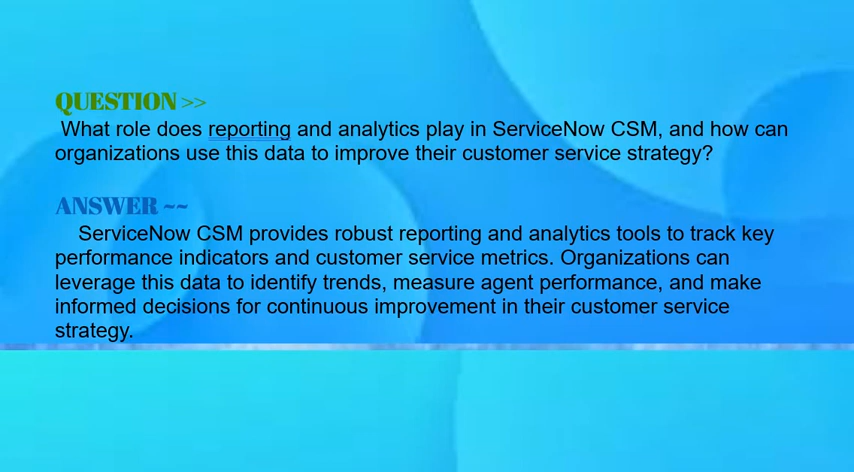 QUESTION >>
What role does reporting and analytics play in ServiceNow CSM, and how can
organizations use this data to improve their customer service strategy?
ANSWER ~~
ServiceNow CSM provides robust reporting and analytics tools to track key
performance indicators and customer service metrics. Organizations can
leverage this data to identify trends, measure agent performance, and make
informed decisions for continuous improvement in their customer service
strategy.